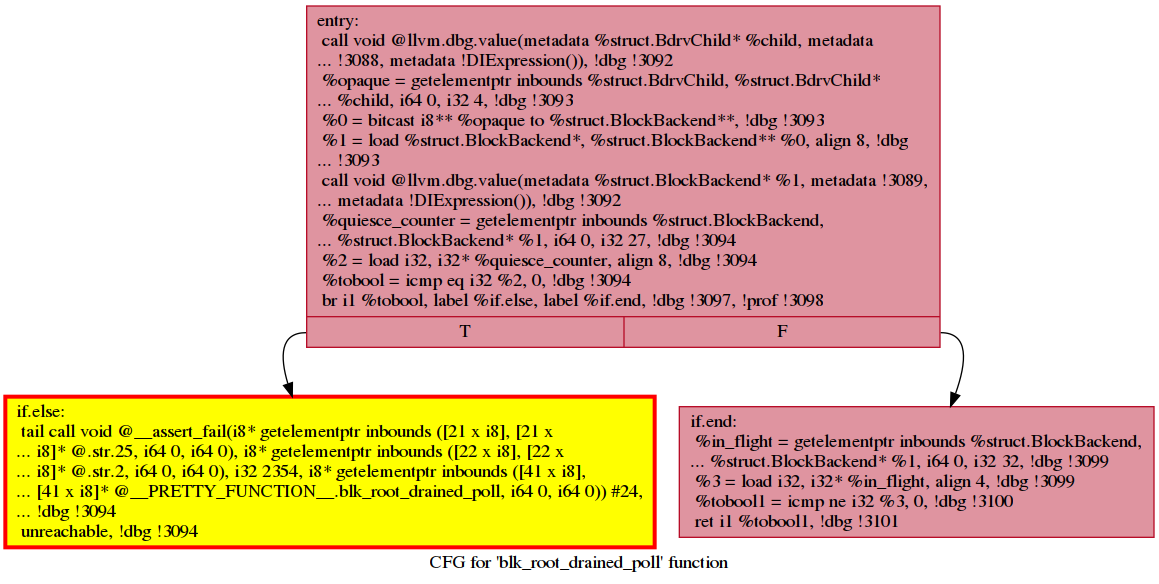 entry:
call void @llvm.dbg.value(metadata %struct.BdrvChild* %child, metadata
... !3088, metadata !DIExpression()), !dbg !3092
%opaque = getelementptr inbounds %struct.BdrvChild, %struct.BdrvChild*
... %child, i64 0, i32 4, !dbg !3093
%0 = bitcast i8** %opaque to %struct.BlockBackend**, !dbg !3093
%1 = load %struct.BlockBackend*, %struct.BlockBackend** %0, align 8, !dbg
... !3093
call void @llvm.dbg.value(metadata %struct.BlockBackend* %1, metadata !3089,
... metadata !DIExpression()), !dbg !3092
%quiesce_counter = getelementptr inbounds %struct.BlockBackend,
... %struct.BlockBackend* %1, i64 0, i32 27, !dbg !3094
%2 = load i32, i32* %quiesce_counter, align 8, !dbg !3094
%tobool = icmp eq i32 %2, 0, !dbg !3094
br i1 %tobool, label %if.else, label %if.end, !dbg !3097, !prof !3098
T F
if.else:
tail call void @__assert_fail(i8* getelementptr inbounds ([21 x i8], [21 x
... i8]* @.str.25, i64 0, i64 0), i8* getelementptr inbounds ([22 x i8], [22 x
... i8]* @.str.2, i64 0, i64 0), i32 2354, i8* getelementptr inbounds ([41 x i8],
... [41 x i8]* @__PRETTY_FUNCTION__.blk_root_drained_poll, i64 0, i64 0)) #24,
... !dbg !3094
unreachable, !dbg !3094
if.end:
%in_flight = getelementptr inbounds %struct.BlockBackend,
... %struct.BlockBackend* %1, i64 0, i32 32, !dbg !3099
%3 = load i32, i32* %in_flight, align 4, !dbg !3099
%tobool1 = icmp ne i32 %3, 0, !dbg !3100
ret i1 %tobool1, !dbg !3101
CFG for 'blk_root_drained_poll' function